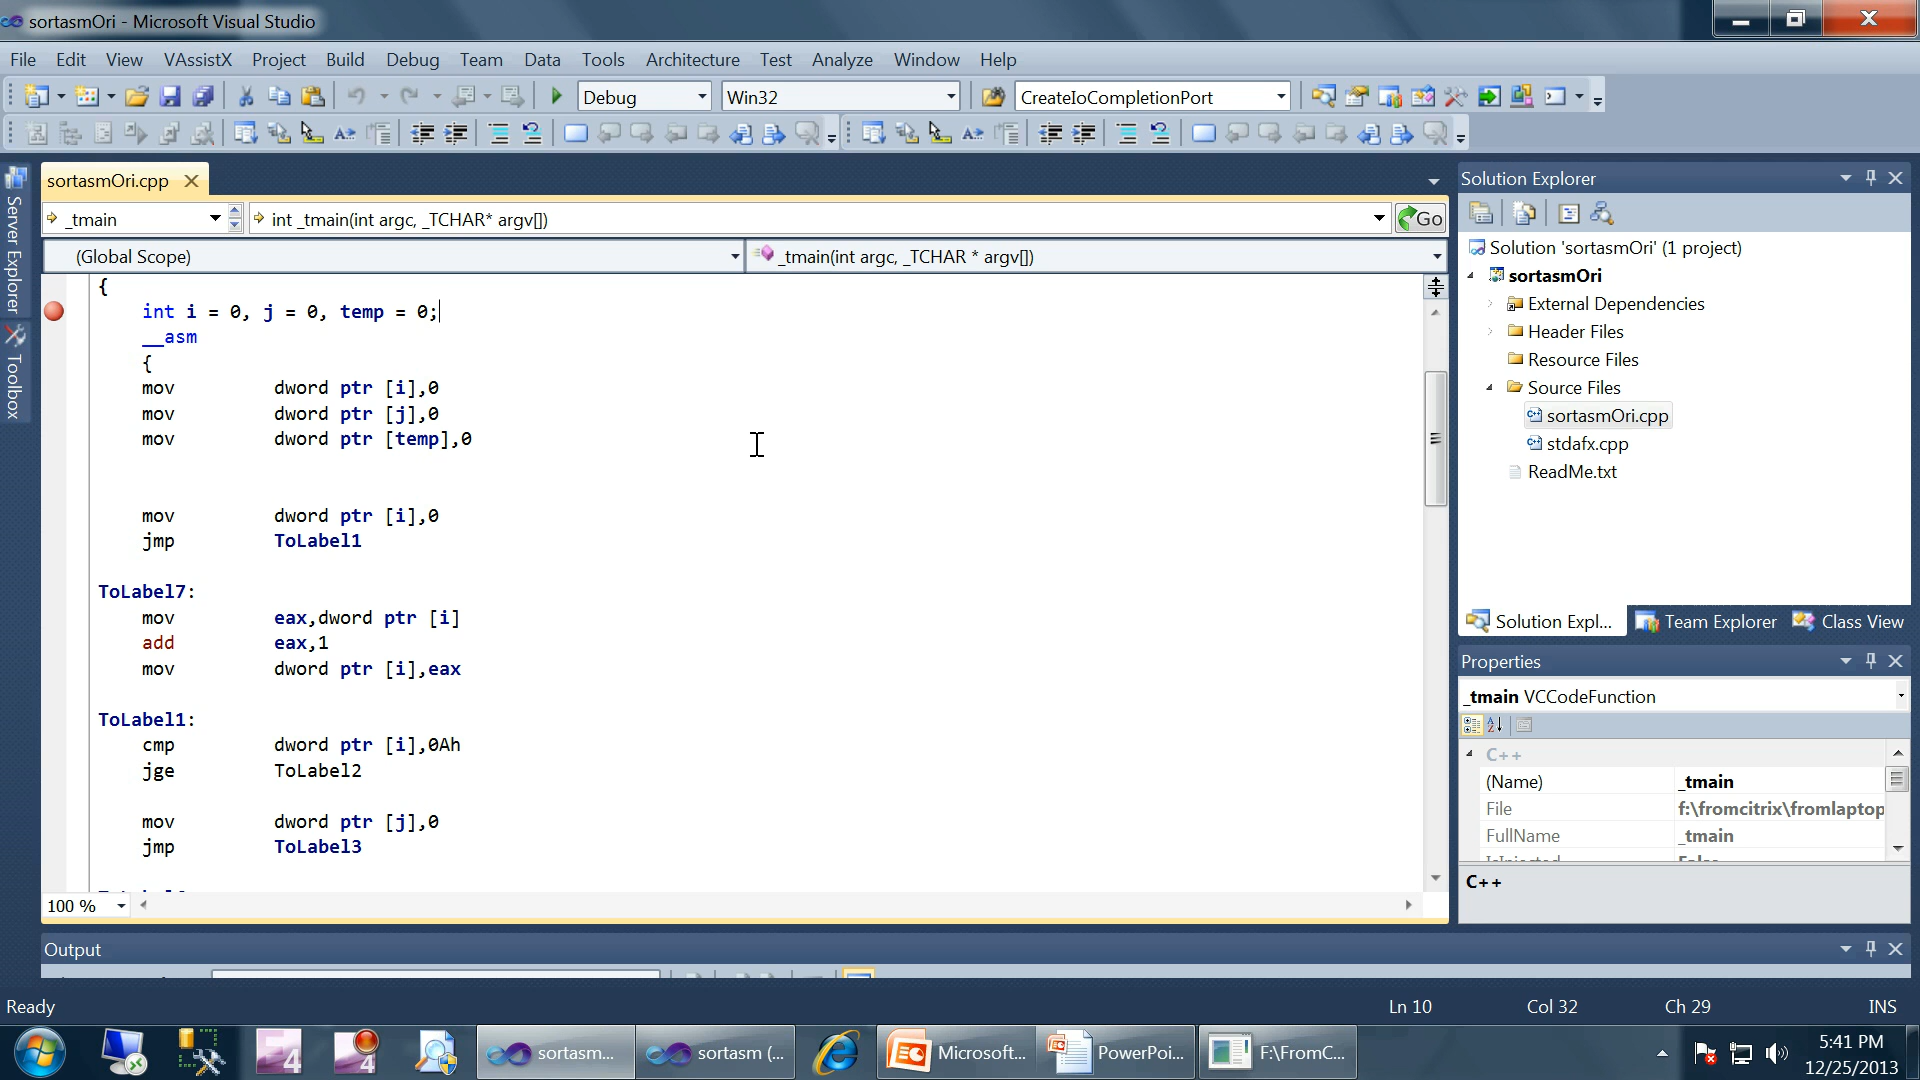 sortasmOri - Microsoft Visual Studio
File Edit View VAssistX Project Build Debug Team Data Tools Architecture Test Analyze Window Help
Debug Win32 CreateIoCompletionPort
Server Explorer
Toolbox
sortasmOri.cpp
_tmain int _tmain(int argc, _TCHAR* argv[]) Go
(Global Scope) _tmain(int argc, _TCHAR * argv[])
{
int i = 0, j = 0, temp = 0;
__asm
{
mov dword ptr [i],0
mov dword ptr [j],0
mov dword ptr [temp],0
mov dword ptr [i],0
jmp ToLabel1
ToLabel7:
mov eax,dword ptr [i]
add eax,1
mov dword ptr [i],eax
ToLabel1:
cmp dword ptr [i],0Ah
jge ToLabel2
mov dword ptr [j],0
jmp ToLabel3
100 %
Solution Explorer
Solution 'sortasmOri' (1 project)
sortasmOri
External Dependencies
Header Files
Resource Files
Source Files
sortasmOri.cpp
stdafx.cpp
ReadMe.txt
Solution Expl... Team Explorer Class View
Properties
_tmain VCCodeFunction
C++
(Name) _tmain
File f:\fromcitrix\fromlaptop
FullName _tmain
C++
Output
Ready Ln 10 Col 32 Ch 29 INS
sortasm... sortasm (... Microsoft... PowerPoi... F:\FromC...
5:41 PM
12/25/2013